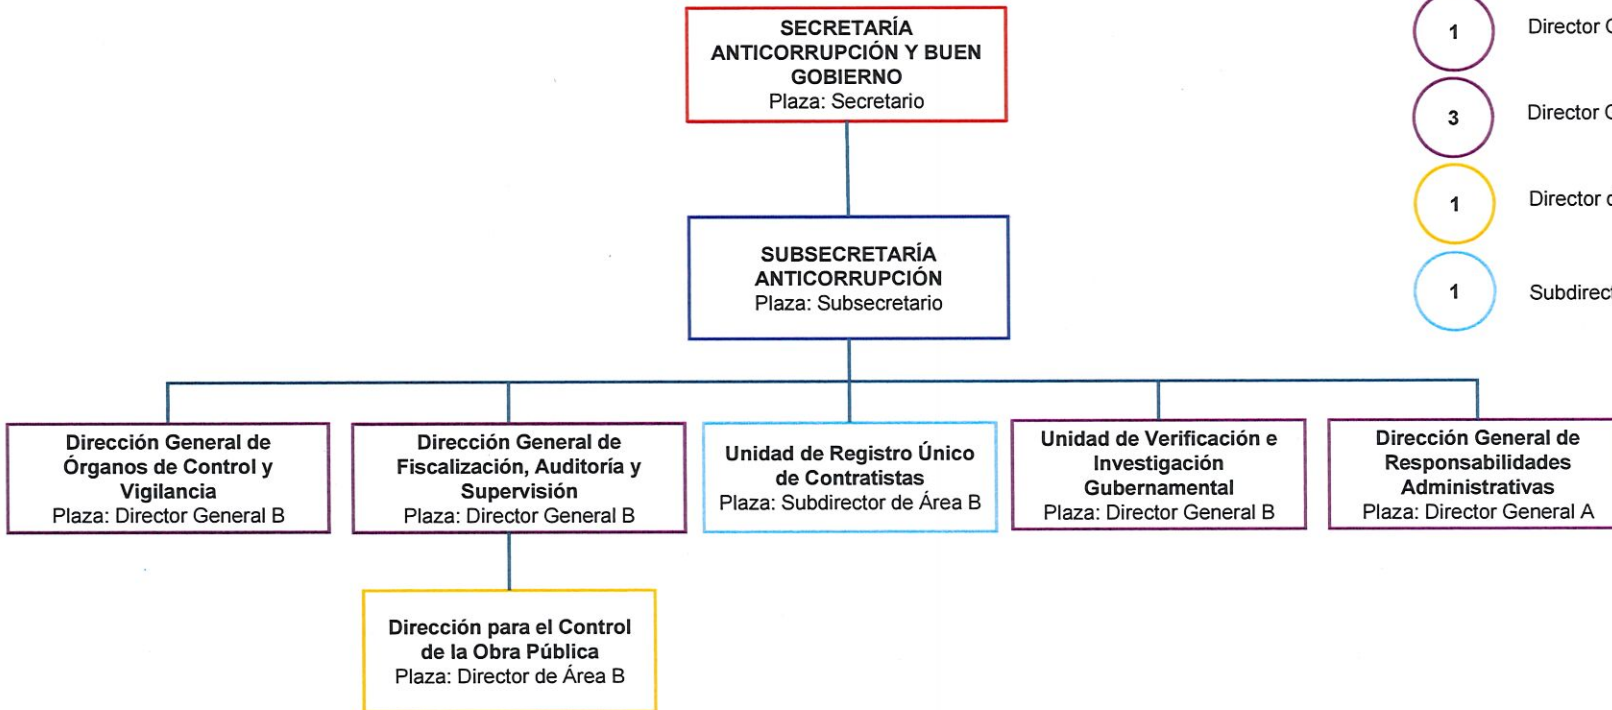 SECRETARÍA
ANTICORRUPCIÓN Y BUEN
GOBIERNO
Plaza: Secretario
1
Director G
3
Director G
1
Director d
1
Subdirect
SUBSECRETARÍA
ANTICORRUPCIÓN
Plaza: Subsecretario
Dirección General de
Órganos de Control y
Vigilancia
Plaza: Director General B
Dirección General de
Fiscalización, Auditoría y
Supervisión
Plaza: Director General B
Unidad de Registro Único
de Contratistas
Plaza: Subdirector de Área B
Unidad de Verificación e
Investigación
Gubernamental
Plaza: Director General B
Dirección General de
Responsabilidades
Administrativas
Plaza: Director General A
Dirección para el Control
de la Obra Pública
Plaza: Director de Área B